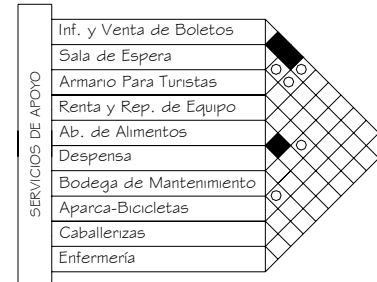 SERVICIOS DE APOYO
Inf. y Venta de Boletos
Sala de Espera
Armario Para Turistas
Renta y Rep. de Equipo
Ab. de Alimentos
Despensa
Bodega de Mantenimiento
Aparca-Bicicletas
Caballerizas
Enfermería